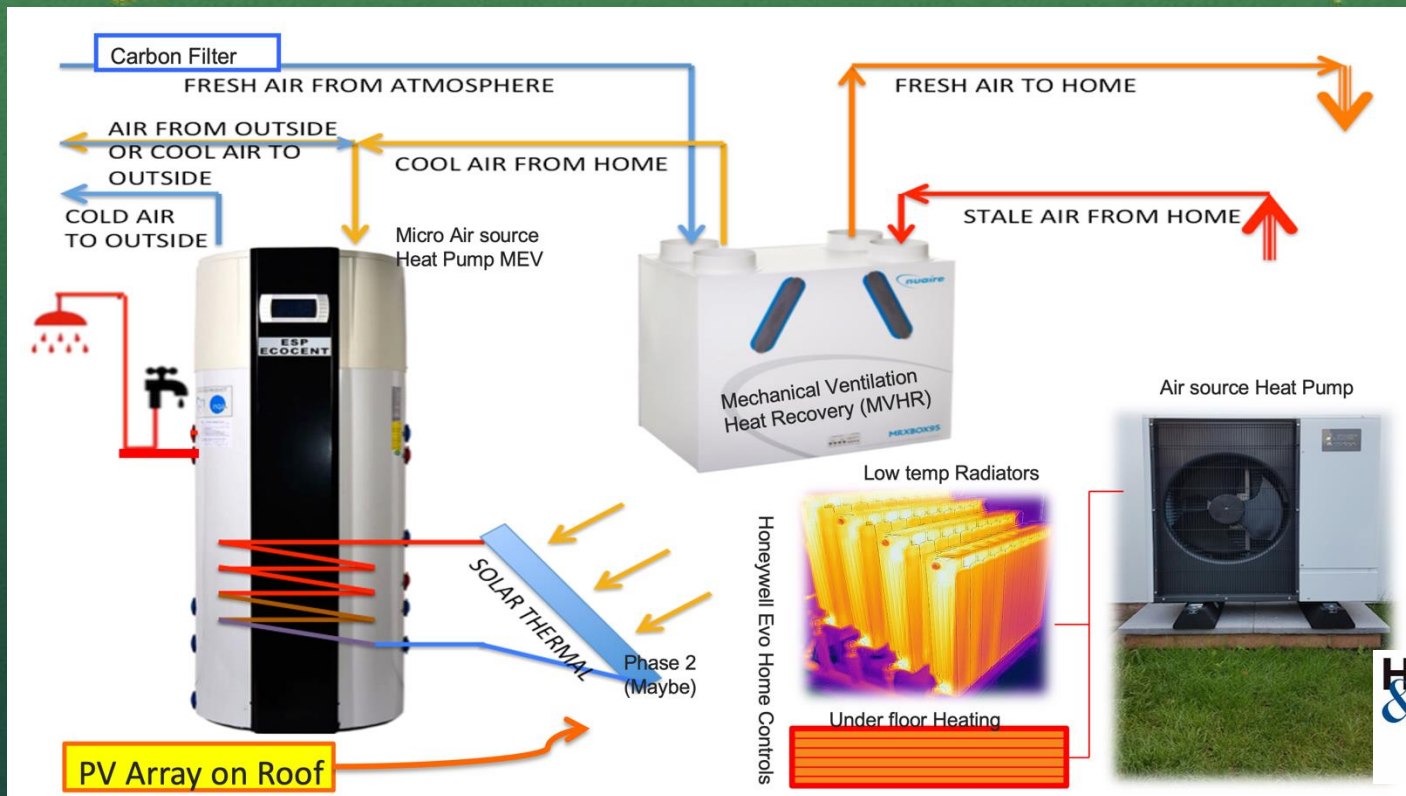 Carbon Filter
FRESH AIR FROM ATMOSPHERE
FRESH AIR TO HOME
AIR FROM OUTSIDE
OR COOL AIR TO
OUTSIDE
COOL AIR FROM HOME
COLD AIR
TO OUTSIDE
STALE AIR FROM HOME
Micro Air source
Heat Pump MEV
nuaire
ESP
ECOCENT
Mechanical Ventilation
Heat Recovery (MVHR)
MRXBOX95
Air source Heat Pump
Low temp Radiators
Honeywell Evo Home Controls
SOLAR THERMAL
Phase 2
(Maybe)
Under floor Heating
PV Array on Roof
H
&